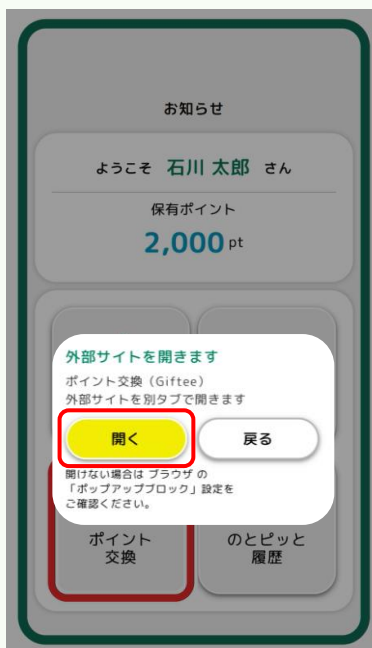 お知らせ
ようこそ 石川 太郎 さん
保有ポイント
2,000 pt
外部サイトを開きます
ポイント交換（Giftee）
外部サイトを別タブで開きます
開く
戻る
開けない場合は ブラウザ の
「ポップアップブロック」設定を
ご確認ください。
ポイント
交換
のとピッと
履歴